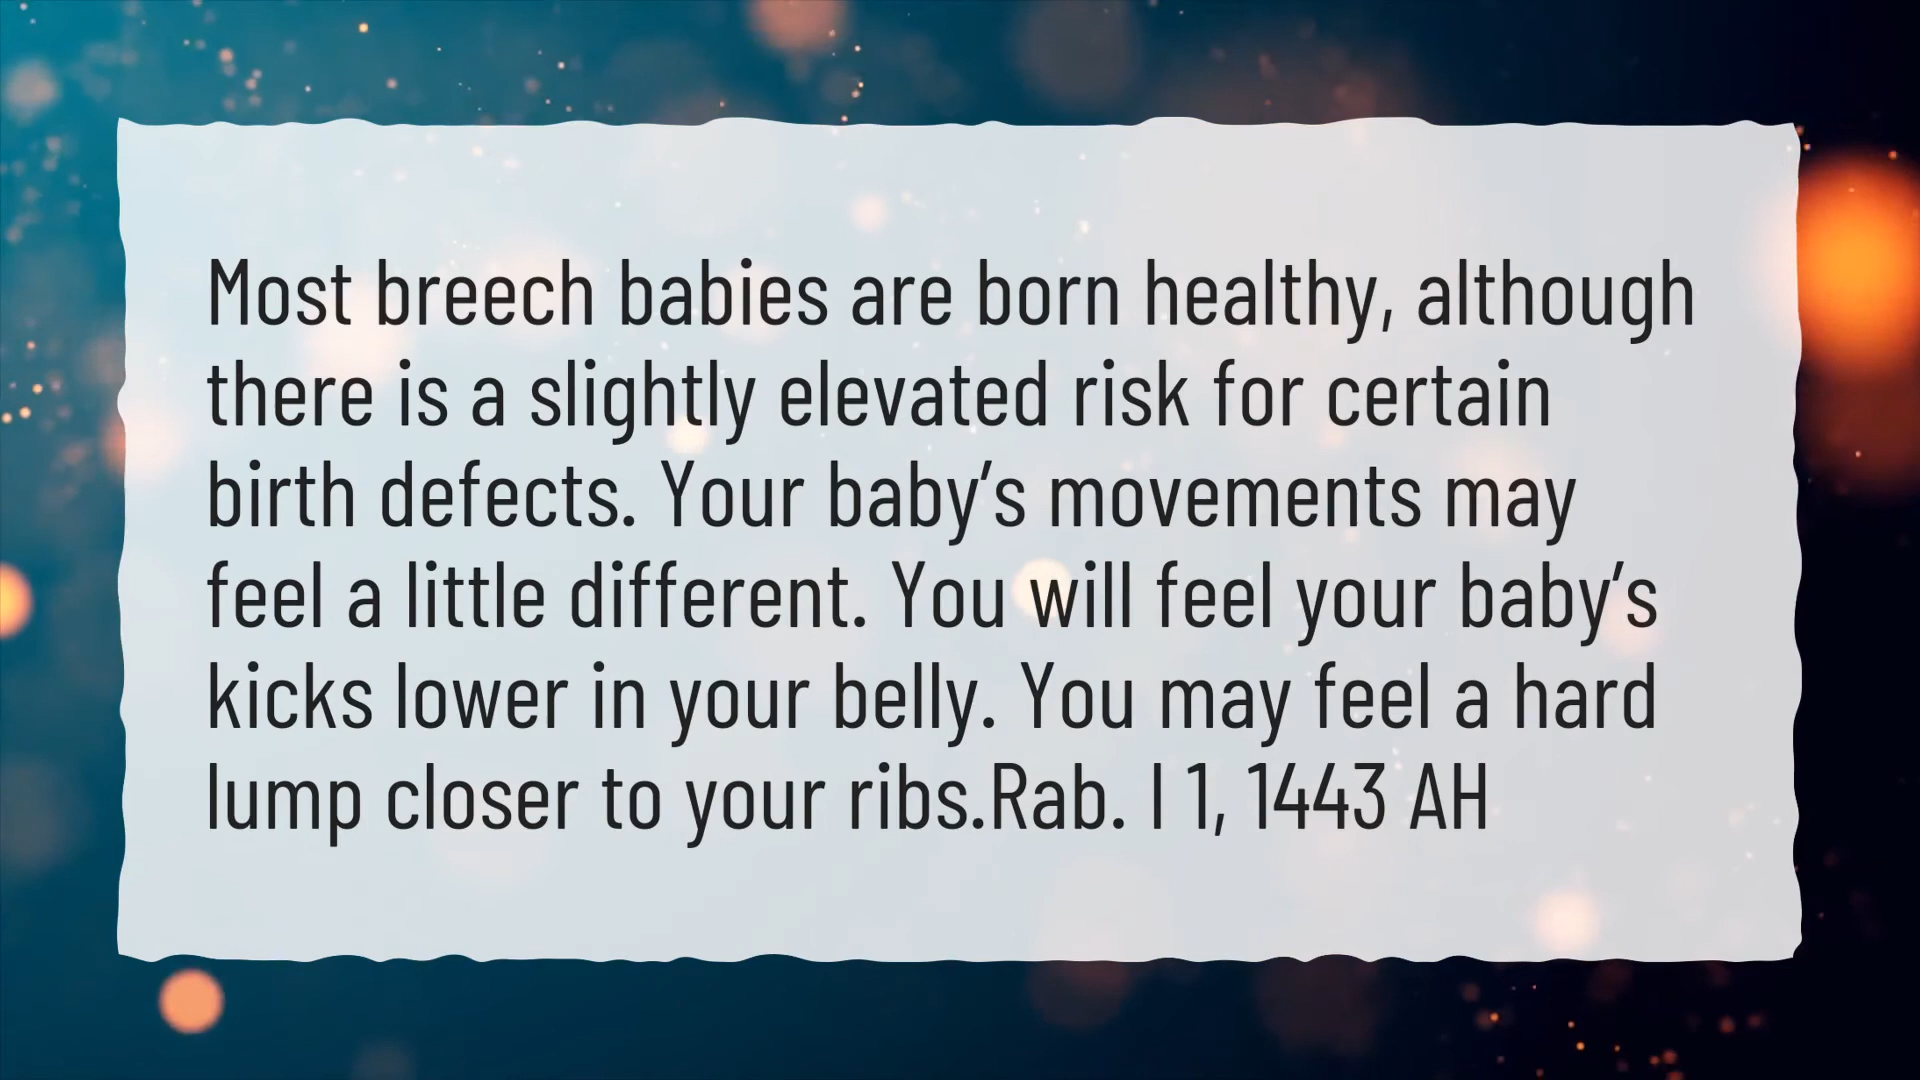 Most breech babies are born healthy, although
there is a slightly elevated risk for certain
birth defects. Your baby’s movements may
feel a little different. You will feel your baby’s
kicks lower in your belly. You may feel a hard
lump closer to your ribs.Rab. I 1, 1443 AH